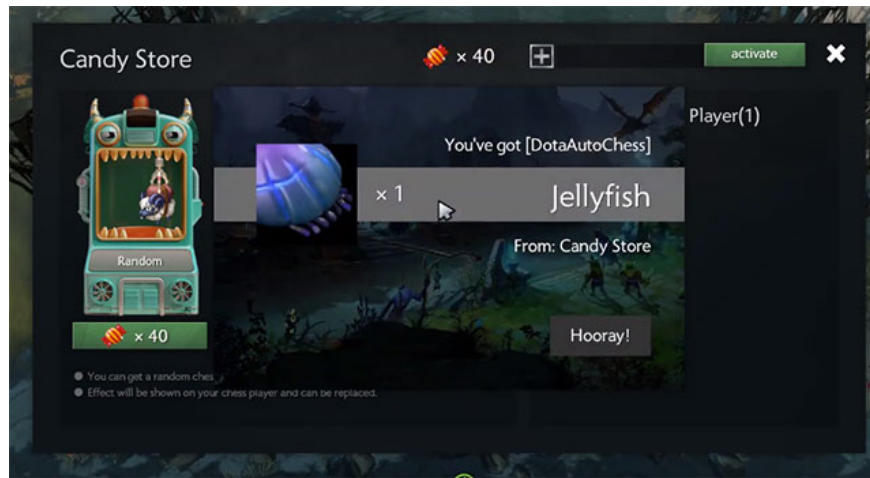 Candy Store
× 40
activate
Player(1)
You've got [DotaAutoChess]
× 1
Jellyfish
From: Candy Store
Random
× 40
Hooray!
You can get a random ches
Effect will be shown on your chess player and can be replaced.